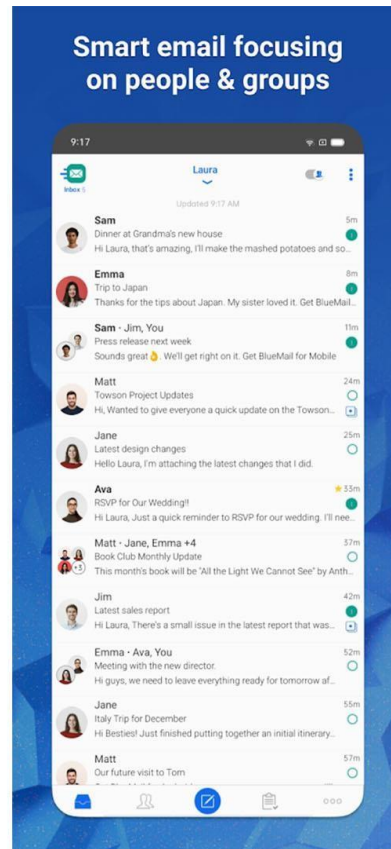 Smart email focusing
on people & groups
9:17
Laura
Inbox
Updated 9:17 AM
Sam
5m
Dinner at Grandma's new house
Hi Laura, that's amazing, I'll make the mashed potatoes and so...
Emma
8m
Trip to Japan
Thanks for the tips about Japan. My sister loved it. Get BlueMail...
Sam • Jim, You
11m
Press release next week
Sounds great👌. We'll get right on it. Get BlueMail for Mobile
Matt
24m
Towson Project Updates
Hi, Wanted to give everyone a quick update on the Towson...
Jane
25m
Latest design changes
Hello Laura, I'm attaching the latest changes that I did.
Ava
33m
RSVP for Our Wedding!!
Hi Laura, Just a quick reminder to RSVP for our wedding. I'll nee...
Matt • Jane, Emma +4
37m
+3
Book Club Monthly Update
This month's book will be "All the Light We Cannot See" by Anth...
Jim
42m
Latest sales report
Hi Laura, There's a small issue in the latest report that was...
Emma • Ava, You
52m
Meeting with the new director.
Hi guys, we need to leave everything ready for tomorrow af...
Jane
55m
Italy Trip for December
Hi Besties! Just finished putting together an initial itinerary...
Matt
57m
Our future visit to Tom